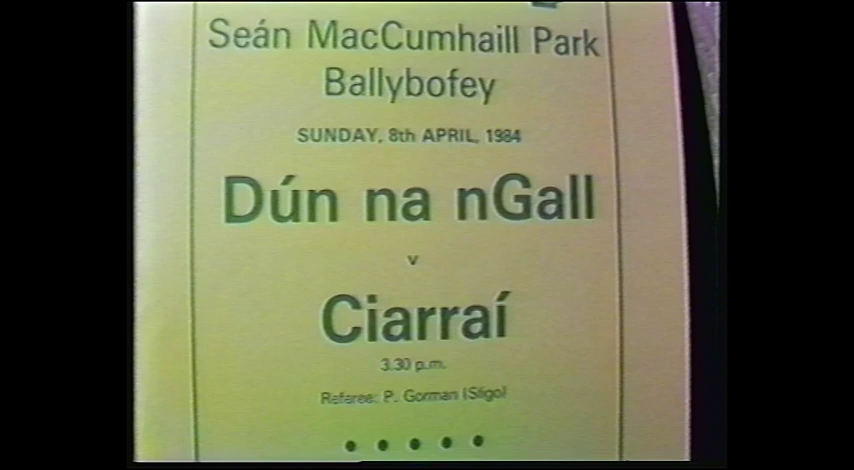 Seán MacCumhaill Park
Ballybofey
SUNDAY, 8th APRIL, 1984
Dún na nGall
v
Ciarraí
3.30 p.m.
Referee: P. Gorman (Sligo)